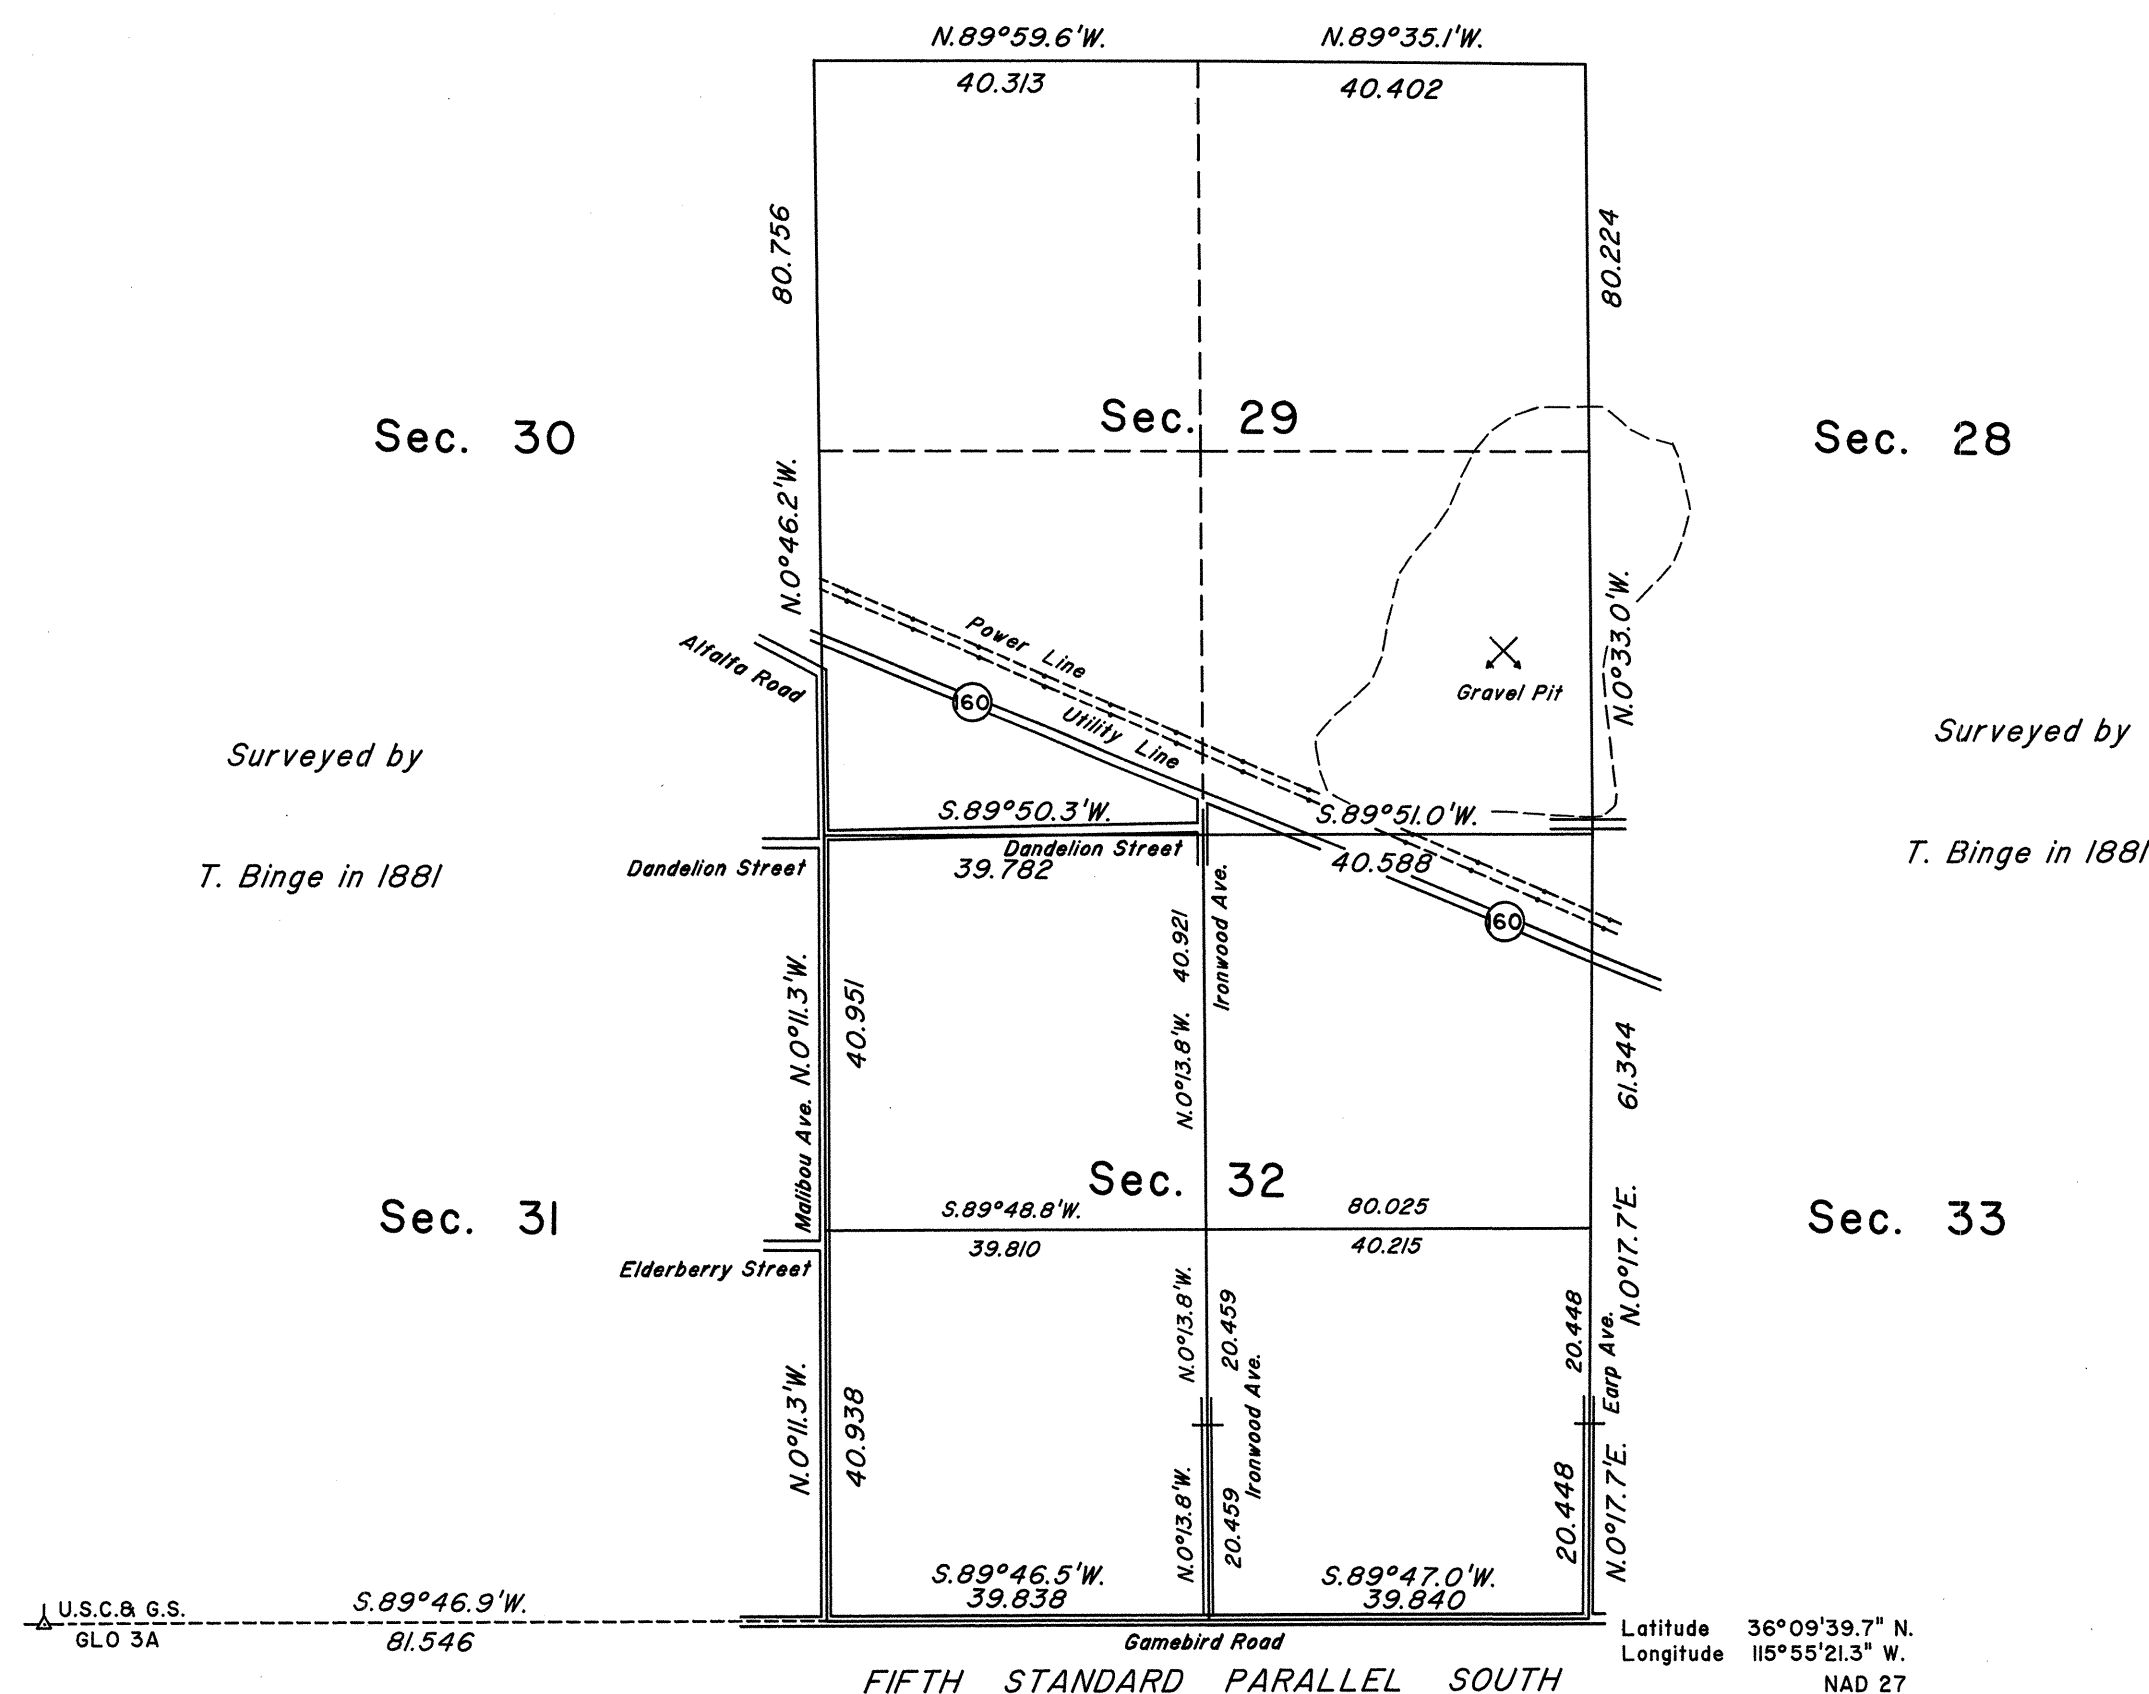 N.89°59.6'W. N.89°35.1'W.
40.313 40.402
80.756
80.224
Sec. 30
Sec. 29
Sec. 28
N.0°46.2'W.
N.0°33.0'W.
Power Line
Alfalfa Road
160
Utility Line
Gravel Pit
Surveyed by
Surveyed by
S.89°50.3'W. S.89°51.0'W.
Dandelion Street
Dandelion Street
39.782
40.588
T. Binge in 1881
T. Binge in 1881
160
Ironwood Ave.
40.921
N.0°13.8'W.
N.0°11.3'W.
40.951
Malibou Ave.
61.344
N.0°17.7'E.
Sec. 31
Sec. 32
Sec. 33
S.89°48.8'W. 80.025
39.810 40.215
Elderberry Street
N.0°13.8'W.
20.459
20.448
Earp Ave.
Ironwood Ave.
N.0°11.3'W.
40.938
N.0°13.8'W.
20.459
20.448
N.0°17.7'E.
S.89°46.5'W. S.89°47.0'W.
39.838 39.840
U.S.C.& G.S.
GLO 3A
S.89°46.9'W.
81.546
Gamebird Road
Latitude 36°09'39.7" N.
Longitude 115°55'21.3" W.
NAD 27
FIFTH STANDARD PARALLEL SOUTH